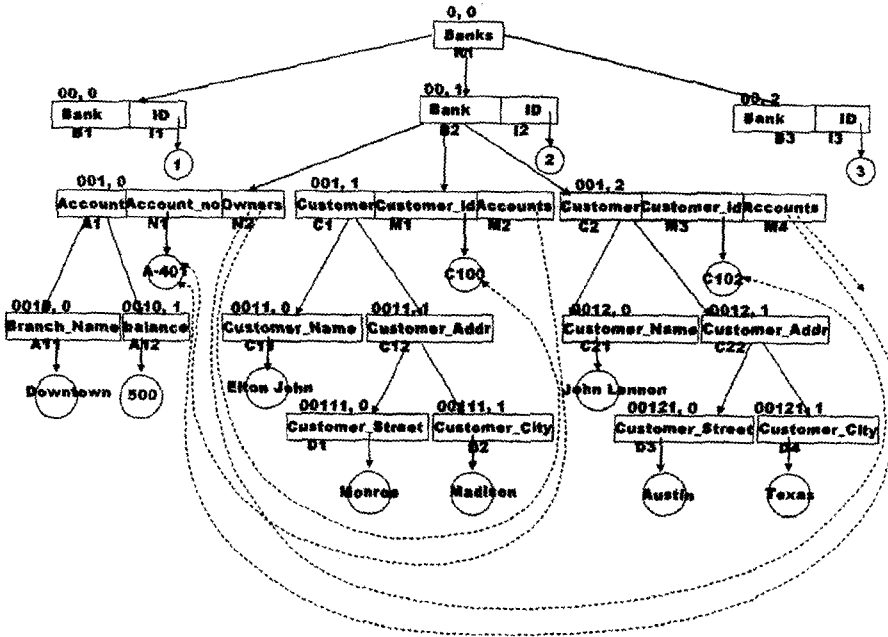 0, 0
Banks
R1
00, 0
Bank ID
B1 I1
1
00, 1
Bank ID
B2 I2
2
00, 2
Bank ID
B3 I3
3
001, 0
Account Account_no Owners
A1 N1 N2
001, 1
Customer Customer_id Accounts
C1 M1 M2
001, 2
Customer Customer_id Accounts
C2 M3 M4
A-401
C100
C102
0010, 0 0010, 1
Branch_Name balance
A11 A12
Downtown 500
0011, 0 0011, 1
Customer_Name Customer_Addr
C11 C12
Elton John
0012, 0 0012, 1
Customer_Name Customer_Addr
C21 C22
John Lennon
00111, 0 00111, 1
Customer_Street Customer_City
D1 D2
Monroe Madison
00121, 0 00121, 1
Customer_Street Customer_City
D3 D4
Austin Texas